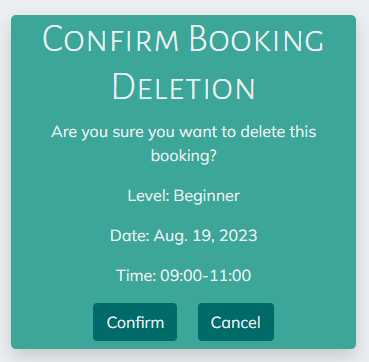 Confirm Booking
Deletion
Are you sure you want to delete this
booking?
Level: Beginner
Date: Aug. 19, 2023
Time: 09:00-11:00
Confirm
Cancel